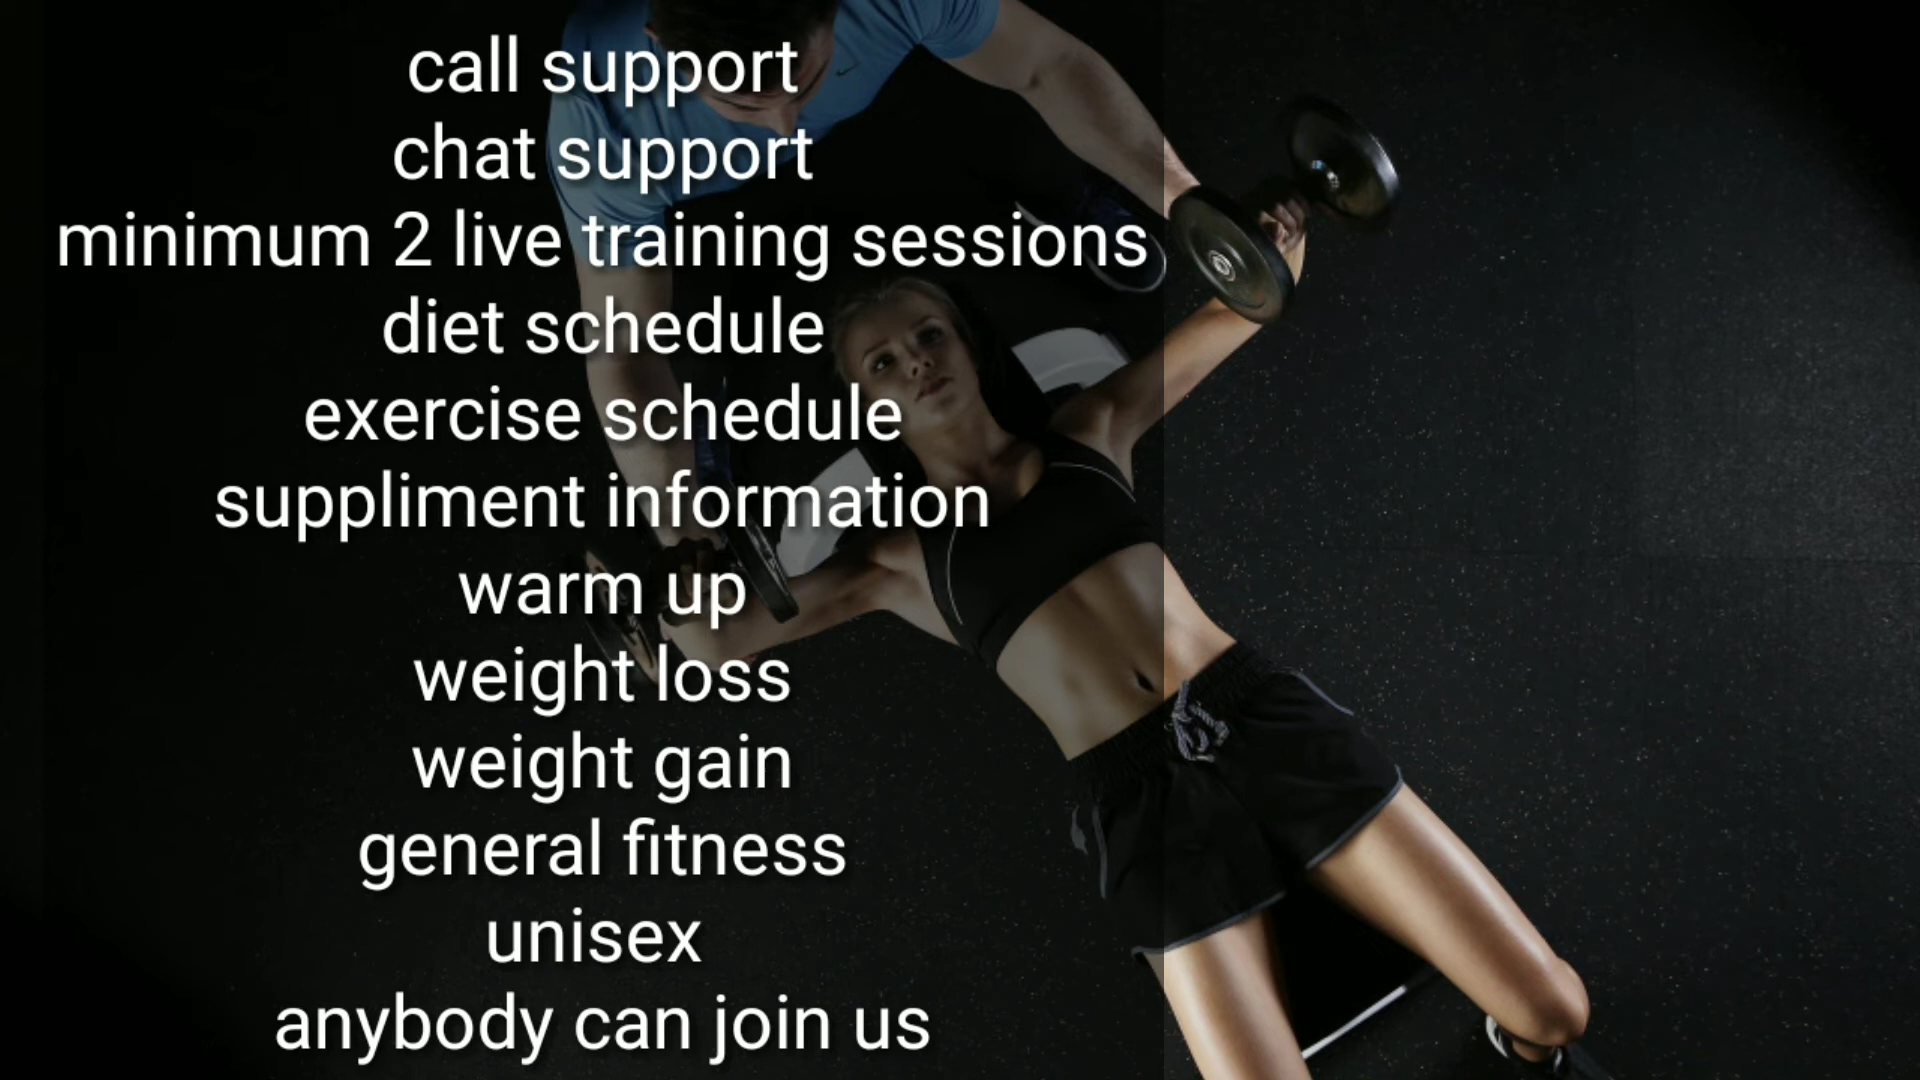 call support
chat support
minimum 2 live training sessions
diet schedule
exercise schedule
suppliment information
warm up
weight loss
weight gain
general fitness
unisex
anybody can join us